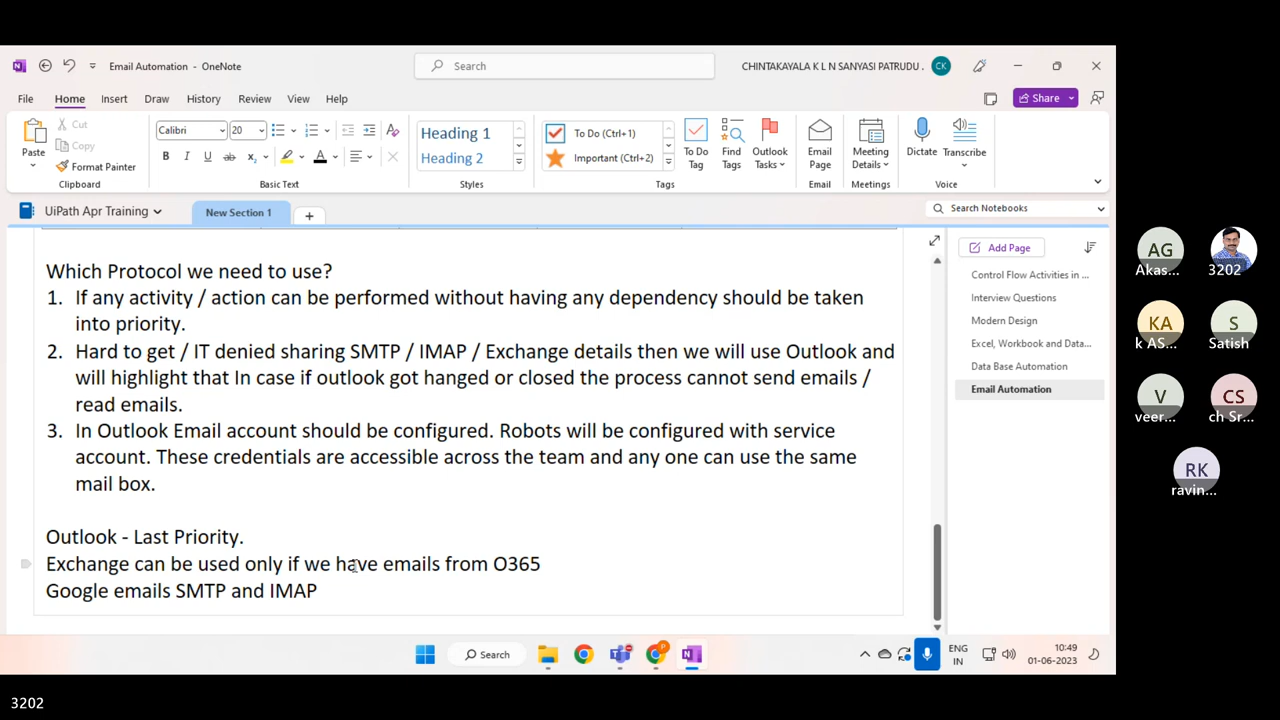 Email Automation - OneNote
Search
CHINTAKAYALA K L N SANYASI PATRUDU .
CK
File
Home
Insert
Draw
History
Review
View
Help
Share
Paste
Cut
Copy
Format Painter
Clipboard
Calibri
20
B I U ab x
A
Basic Text
Heading 1
Heading 2
Styles
To Do (Ctrl+1)
Important (Ctrl+2)
To Do
Tag
Find
Tags
Outlook
Tasks
Tags
Email
Page
Email
Meeting
Details
Meetings
Dictate
Transcribe
Voice
UiPath Apr Training
New Section 1
+
Search Notebooks
Which Protocol we need to use?
1. If any activity / action can be performed without having any dependency should be taken
into priority.
2. Hard to get / IT denied sharing SMTP / IMAP / Exchange details then we will use Outlook and
will highlight that In case if outlook got hanged or closed the process cannot send emails /
read emails.
3. In Outlook Email account should be configured. Robots will be configured with service
account. These credentials are accessible across the team and any one can use the same
mail box.
Outlook - Last Priority.
Exchange can be used only if we have emails from O365
Google emails SMTP and IMAP
Add Page
Control Flow Activities in ...
Interview Questions
Modern Design
Excel, Workbook and Data...
Data Base Automation
Email Automation
AG
Akas...
3202
KA
k AS...
S
Satish
V
veer...
CS
ch Sr...
RK
ravin...
Search
ENG
IN
10:49
01-06-2023
3202